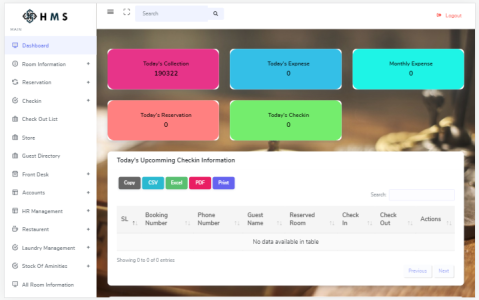 HMS
Search
Logout
Dashboard
Room Information +
Reservation +
Checkin +
Check Out List
Store
Guest Directory
Front Desk +
Accounts +
HR Management +
Restaurant +
Laundry Management +
Stock Of Aminities +
All Room Information
Today's Collection
190322
Today's Expnese
0
Monthly Expense
0
Today's Reservation
0
Today's Checkin
0
Today's Upcomming Checkin Information
Copy CSV Excel PDF Print
Search:
SL Booking Number Phone Number Guest Name Reserved Room Check In Check Out Actions
No data available in table
Showing 0 to 0 of 0 entries
Previous Next